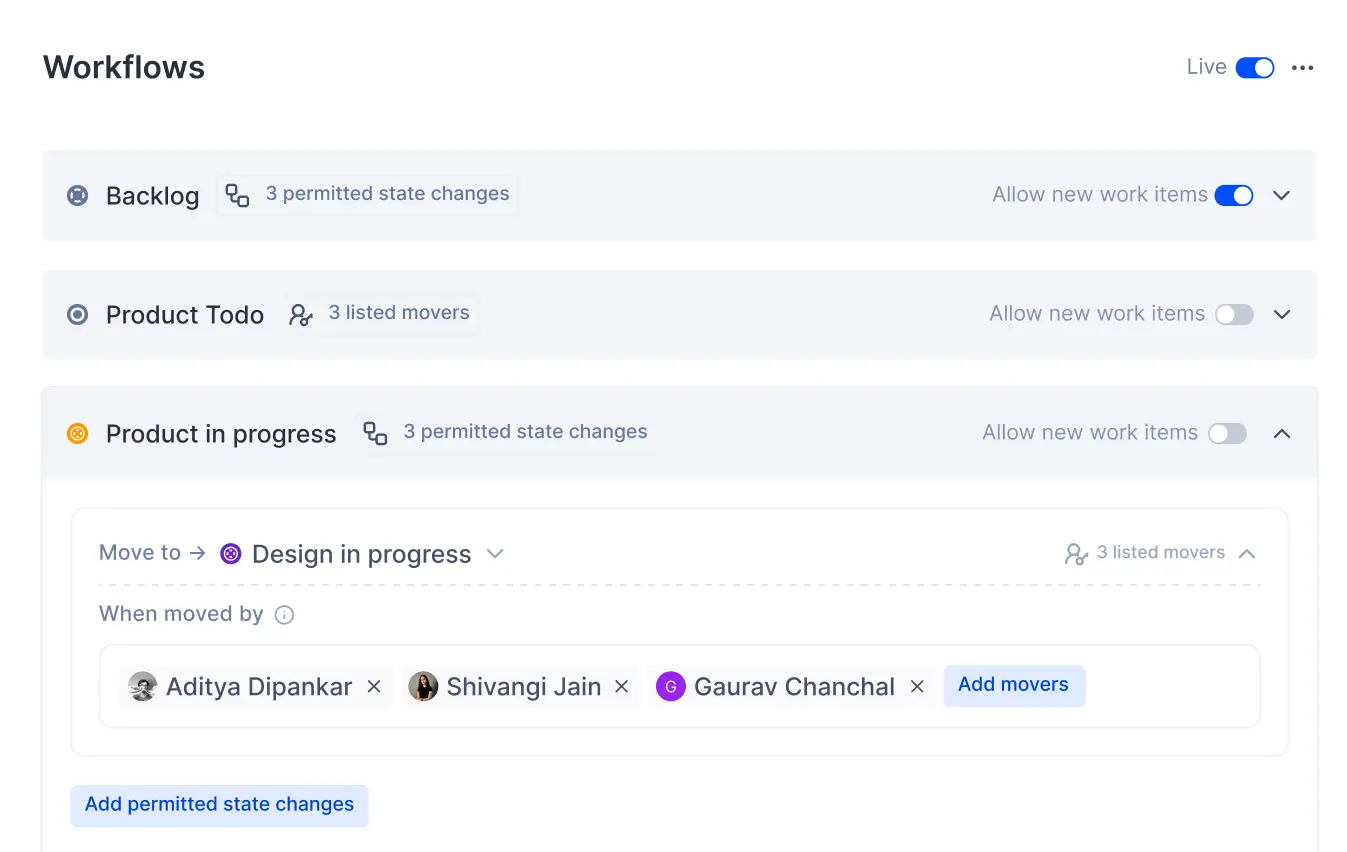 Workflows Live
Backlog 3 permitted state changes Allow new work items
Product Todo 3 listed movers Allow new work items
Product in progress 3 permitted state changes Allow new work items
Move to → Design in progress 3 listed movers
When moved by
Aditya Dipankar × Shivangi Jain × G Gaurav Chanchal × Add movers
Add permitted state changes